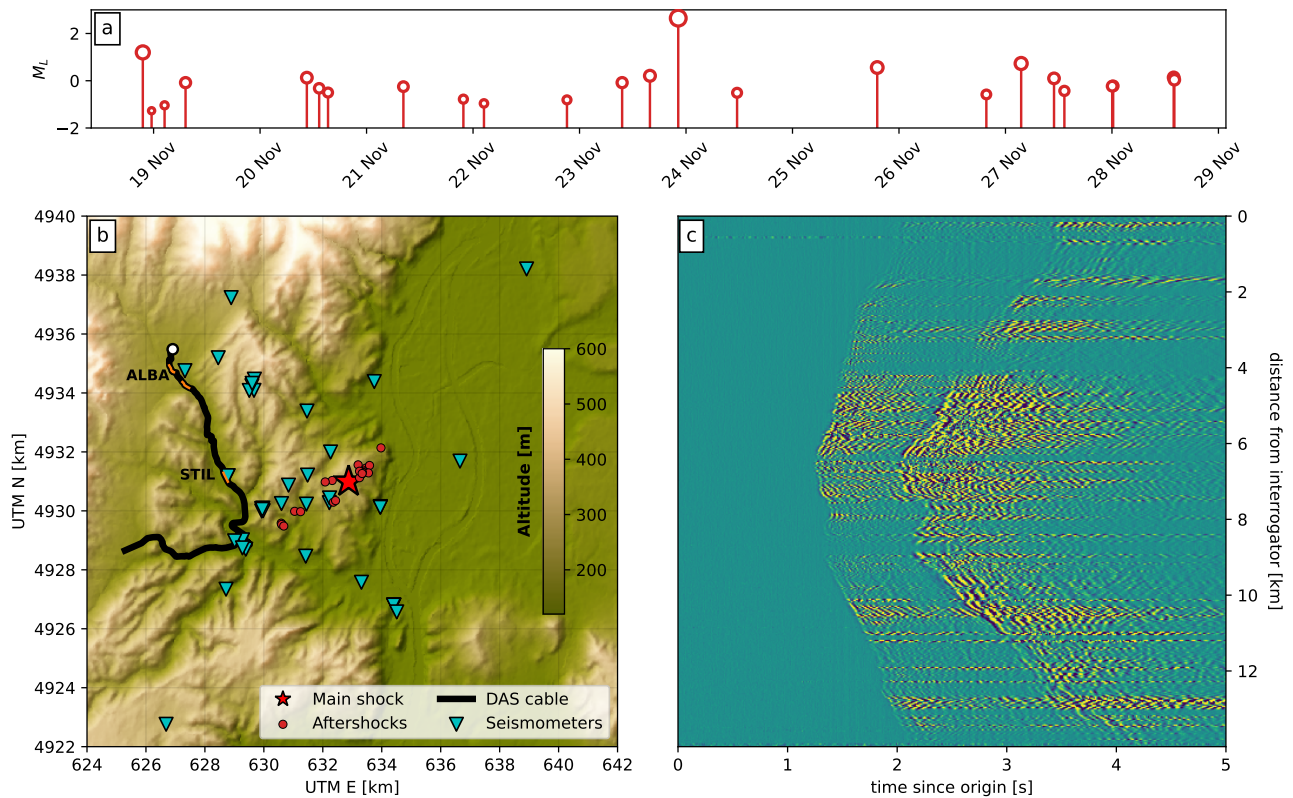 a
M_L
2
0
−2
19 Nov
20 Nov
21 Nov
22 Nov
23 Nov
24 Nov
25 Nov
26 Nov
27 Nov
28 Nov
29 Nov
b
UTM N [km]
4940
4938
4936
4934
4932
4930
4928
4926
4924
4922
624 626 628 630 632 634 636 638 640 642
UTM E [km]
ALBA
STIL
Altitude [m]
600
500
400
300
200
Main shock
DAS cable
Aftershocks
Seismometers
c
0
2
4
6
8
10
12
distance from interrogator [km]
0 1 2 3 4 5
time since origin [s]